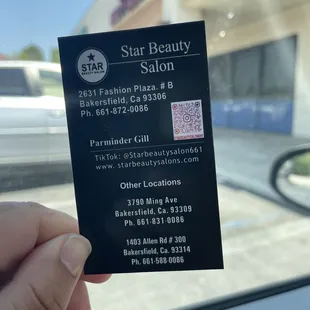 STAR
BEAUTY SALON
Star Beauty
Salon
2631 Fashion Plaza. # B
Bakersfield, Ca 93306
Ph. 661-872-0086
Parminder Gill
TikTok: @Starbeautysalon661
www.starbeautysalons.com
Other Locations
3790 Ming Ave
Bakersfield, Ca. 93309
Ph. 661-831-0086
1403 Allen Rd # 300
Bakersfield, Ca. 93314
Ph. 661-588-0086